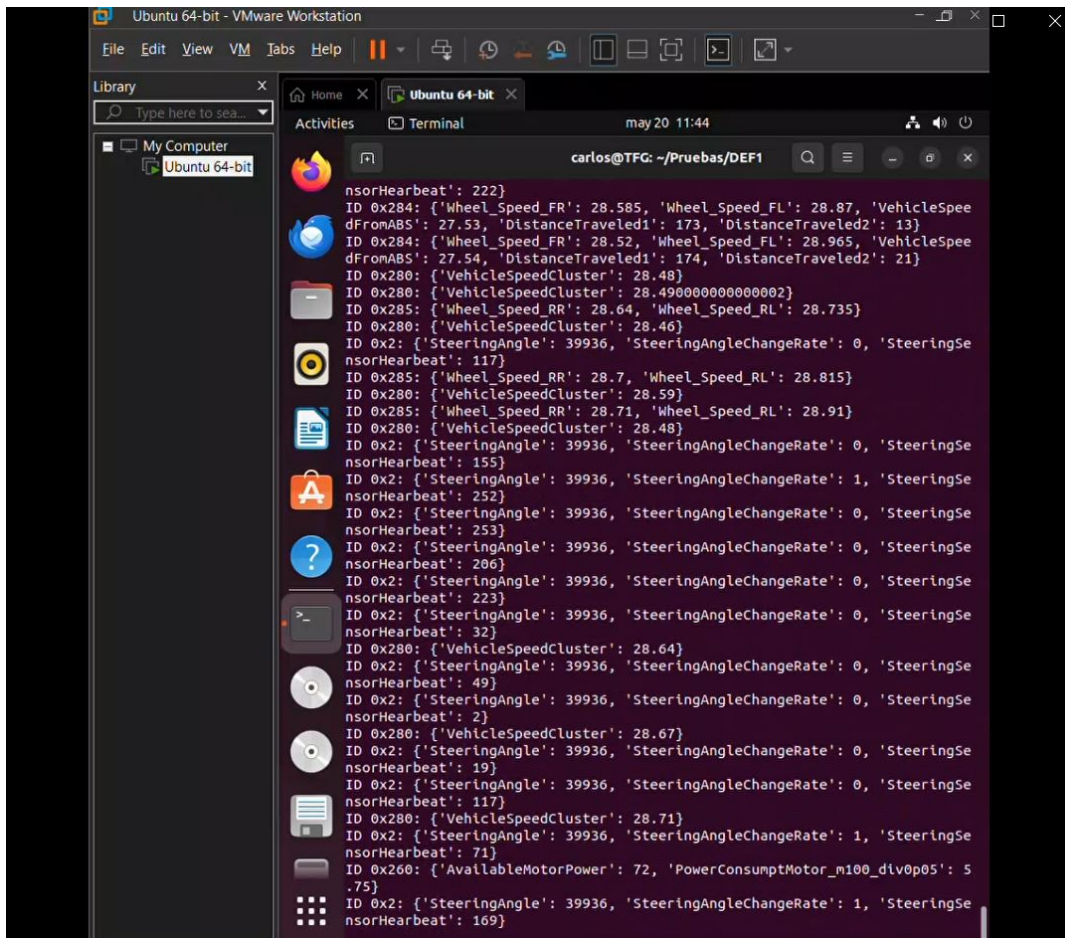 Ubuntu 64-bit - VMware Workstation
File Edit View VM Tabs Help
Library X
Type here to sea...
My Computer
Ubuntu 64-bit
Home
Ubuntu 64-bit
Activities Terminal may 20 11:44
carlos@TFG: ~/Pruebas/DEF1
nsorHearbeat': 222}
ID 0x284: {'Wheel_Speed_FR': 28.585, 'Wheel_Speed_FL': 28.87, 'VehicleSpee
dFromABS': 27.53, 'DistanceTraveled1': 173, 'DistanceTraveled2': 13}
ID 0x284: {'Wheel_Speed_FR': 28.52, 'Wheel_Speed_FL': 28.965, 'VehicleSpee
dFromABS': 27.54, 'DistanceTraveled1': 174, 'DistanceTraveled2': 21}
ID 0x280: {'VehicleSpeedCluster': 28.48}
ID 0x280: {'VehicleSpeedCluster': 28.490000000000002}
ID 0x285: {'Wheel_Speed_RR': 28.64, 'Wheel_Speed_RL': 28.735}
ID 0x280: {'VehicleSpeedCluster': 28.46}
ID 0x2: {'SteeringAngle': 39936, 'SteeringAngleChangeRate': 0, 'SteeringSe
nsorHearbeat': 117}
ID 0x285: {'Wheel_Speed_RR': 28.7, 'Wheel_Speed_RL': 28.815}
ID 0x280: {'VehicleSpeedCluster': 28.59}
ID 0x285: {'Wheel_Speed_RR': 28.71, 'Wheel_Speed_RL': 28.91}
ID 0x280: {'VehicleSpeedCluster': 28.48}
ID 0x2: {'SteeringAngle': 39936, 'SteeringAngleChangeRate': 0, 'SteeringSe
nsorHearbeat': 155}
ID 0x2: {'SteeringAngle': 39936, 'SteeringAngleChangeRate': 1, 'SteeringSe
nsorHearbeat': 252}
ID 0x2: {'SteeringAngle': 39936, 'SteeringAngleChangeRate': 0, 'SteeringSe
nsorHearbeat': 253}
ID 0x2: {'SteeringAngle': 39936, 'SteeringAngleChangeRate': 0, 'SteeringSe
nsorHearbeat': 206}
ID 0x2: {'SteeringAngle': 39936, 'SteeringAngleChangeRate': 0, 'SteeringSe
nsorHearbeat': 223}
ID 0x2: {'SteeringAngle': 39936, 'SteeringAngleChangeRate': 0, 'SteeringSe
nsorHearbeat': 32}
ID 0x280: {'VehicleSpeedCluster': 28.64}
ID 0x2: {'SteeringAngle': 39936, 'SteeringAngleChangeRate': 0, 'SteeringSe
nsorHearbeat': 49}
ID 0x2: {'SteeringAngle': 39936, 'SteeringAngleChangeRate': 0, 'SteeringSe
nsorHearbeat': 2}
ID 0x280: {'VehicleSpeedCluster': 28.67}
ID 0x2: {'SteeringAngle': 39936, 'SteeringAngleChangeRate': 0, 'SteeringSe
nsorHearbeat': 19}
ID 0x2: {'SteeringAngle': 39936, 'SteeringAngleChangeRate': 0, 'SteeringSe
nsorHearbeat': 117}
ID 0x280: {'VehicleSpeedCluster': 28.71}
ID 0x2: {'SteeringAngle': 39936, 'SteeringAngleChangeRate': 1, 'SteeringSe
nsorHearbeat': 71}
ID 0x260: {'AvailableMotorPower': 72, 'PowerConsumptMotor_m100_div0p05': 5
.75}
ID 0x2: {'SteeringAngle': 39936, 'SteeringAngleChangeRate': 1, 'SteeringSe
nsorHearbeat': 169}